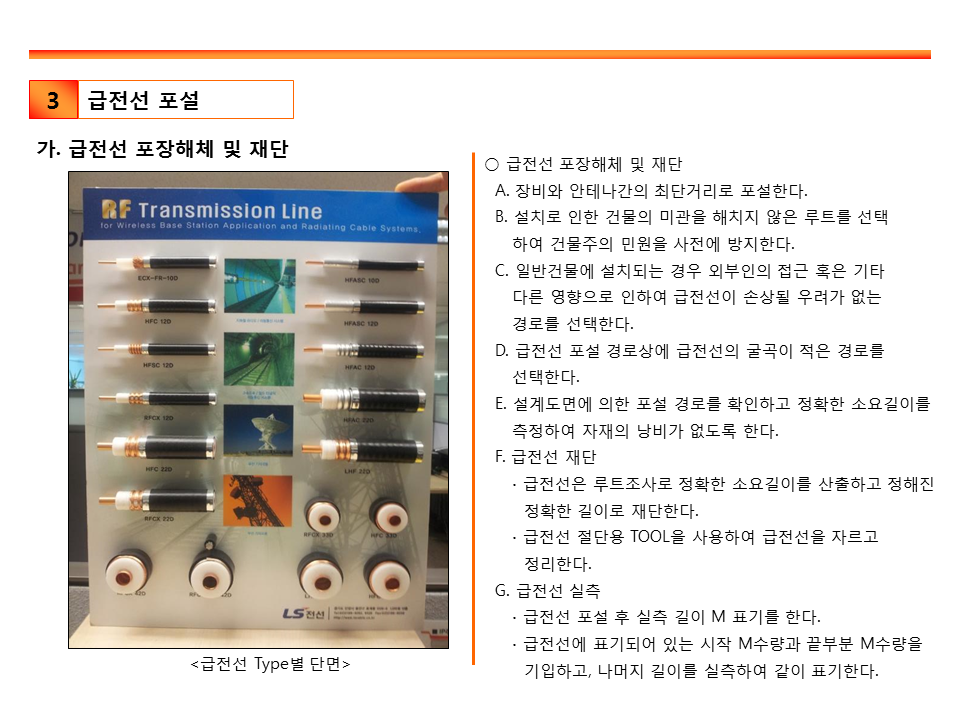 3
급전선 포설
가. 급전선 포장해체 및 재단
RF Transmission Line
for Wireless Base Station Application and Radiating Cable Systems.
ECX-FR-10D
HFASC 10D
HFC 12D
HFASC 12D
HFSC 12D
HFAC 12D
RFCX 12D
HFAC 22D
HFC 22D
LHF 22D
RFCX 22D
RFCX 33D
HFC 33D
LS전선
<급전선 Type별 단면>
○ 급전선 포장해체 및 재단
A. 장비와 안테나간의 최단거리로 포설한다.
B. 설치로 인한 건물의 미관을 해치지 않은 루트를 선택
하여 건물주의 민원을 사전에 방지한다.
C. 일반건물에 설치되는 경우 외부인의 접근 혹은 기타
다른 영향으로 인하여 급전선이 손상될 우려가 없는
경로를 선택한다.
D. 급전선 포설 경로상에 급전선의 굴곡이 적은 경로를
선택한다.
E. 설계도면에 의한 포설 경로를 확인하고 정확한 소요길이를
측정하여 자재의 낭비가 없도록 한다.
F. 급전선 재단
· 급전선은 루트조사로 정확한 소요길이를 산출하고 정해진
정확한 길이로 재단한다.
· 급전선 절단용 TOOL을 사용하여 급전선을 자르고
정리한다.
G. 급전선 실측
· 급전선 포설 후 실측 길이 M 표기를 한다.
· 급전선에 표기되어 있는 시작 M수량과 끝부분 M수량을
기입하고, 나머지 길이를 실측하여 같이 표기한다.